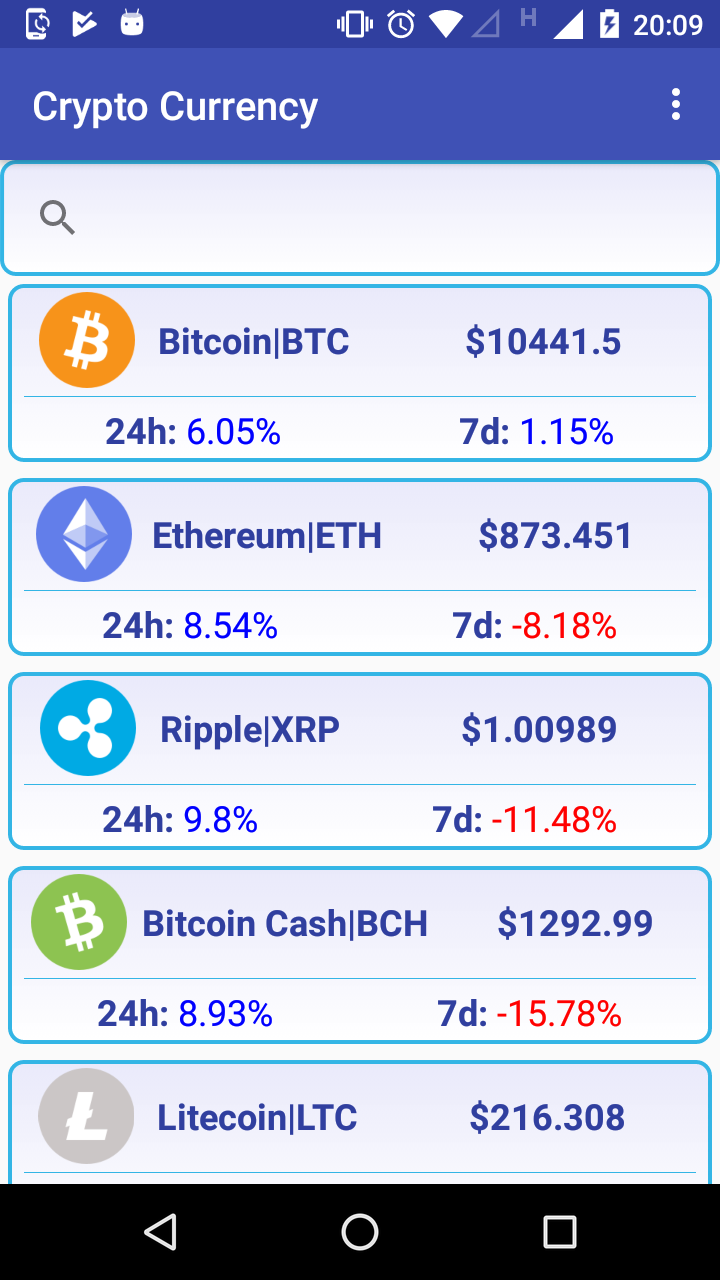 H 20:09
Crypto Currency
Bitcoin|BTC $10441.5
24h: 6.05% 7d: 1.15%
Ethereum|ETH $873.451
24h: 8.54% 7d: -8.18%
Ripple|XRP $1.00989
24h: 9.8% 7d: -11.48%
Bitcoin Cash|BCH $1292.99
24h: 8.93% 7d: -15.78%
Litecoin|LTC $216.308